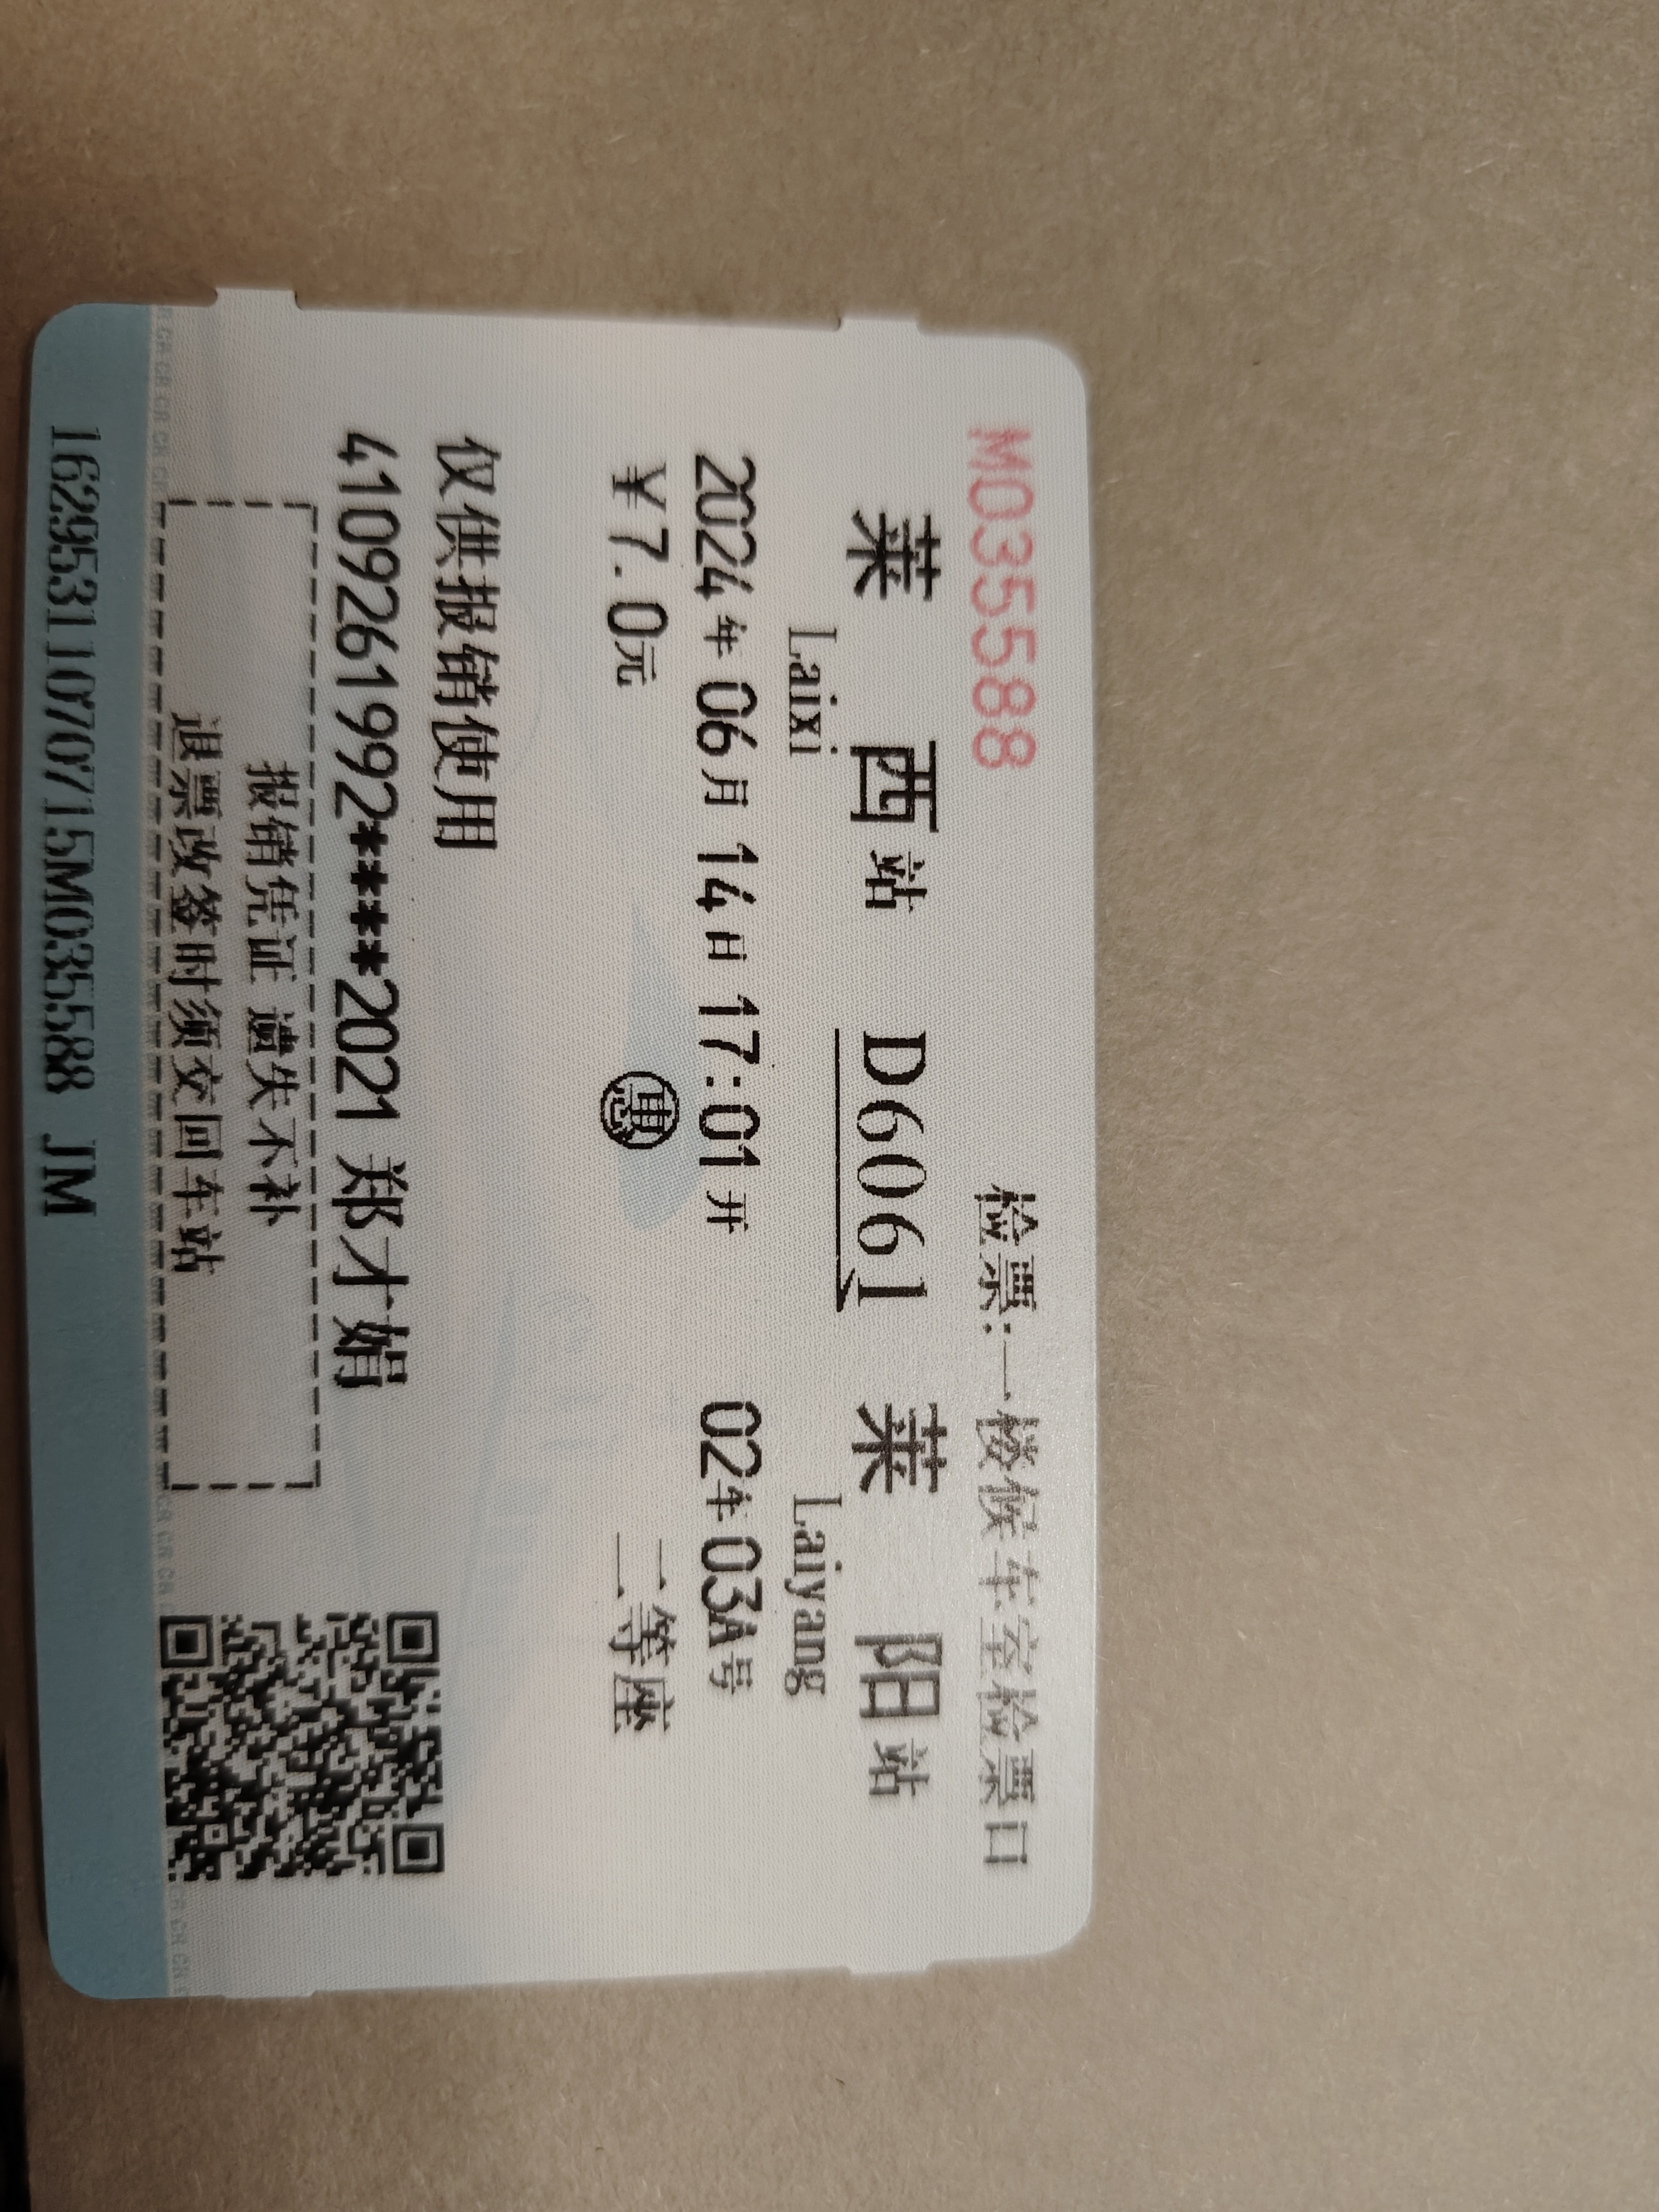 M035588 检票:一楼候车室检票口
莱西站 D6061 莱阳站
Laixi Laiyang
2024年06月14日17:01开 02车03A号
￥7.0元 惠 二等座
仅供报销使用
4109261992****2021 郑才娟
报销凭证 遗失不补
退票改签时须交回车站
16295311070715M035588 JM